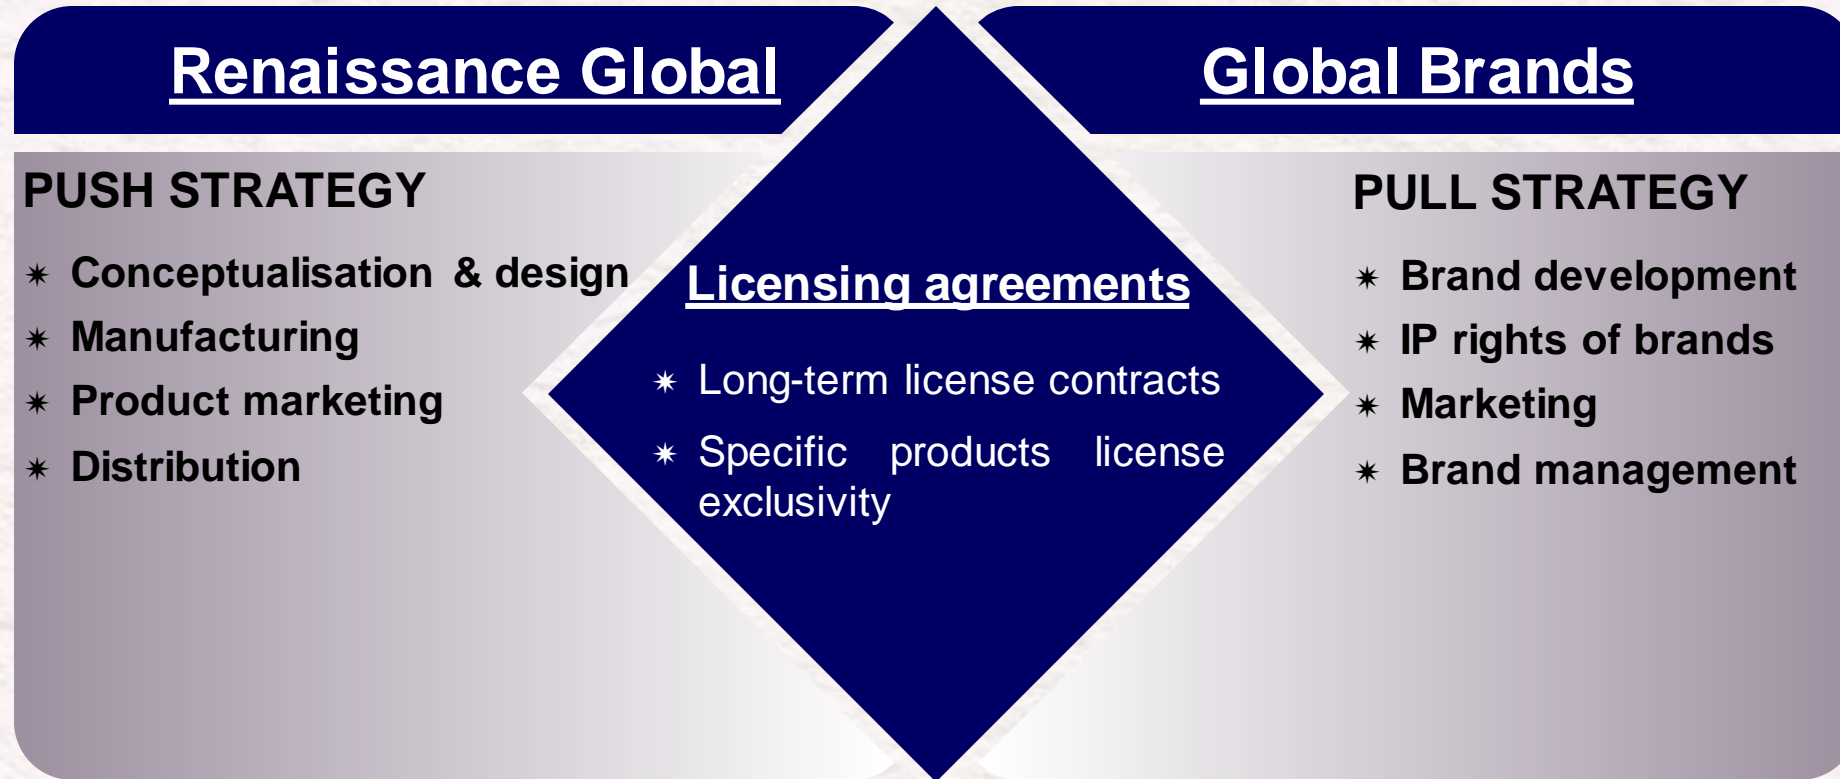 Renaissance Global
PUSH STRATEGY
✷ Conceptualisation & design
✷ Manufacturing
✷ Product marketing
✷ Distribution
Licensing agreements
✷ Long-term license contracts
✷ Specific products license
exclusivity
Global Brands
PULL STRATEGY
✷ Brand development
✷ IP rights of brands
✷ Marketing
✷ Brand management